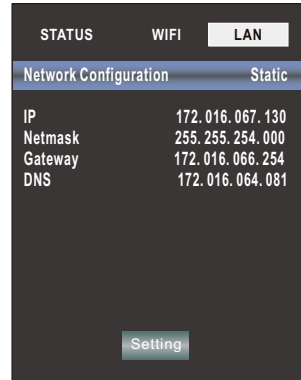 STATUS WIFI LAN
Network Configuration Static
IP 172.016.067.130
Netmask 255.255.254.000
Gateway 172.016.066.254
DNS 172.016.064.081
Setting